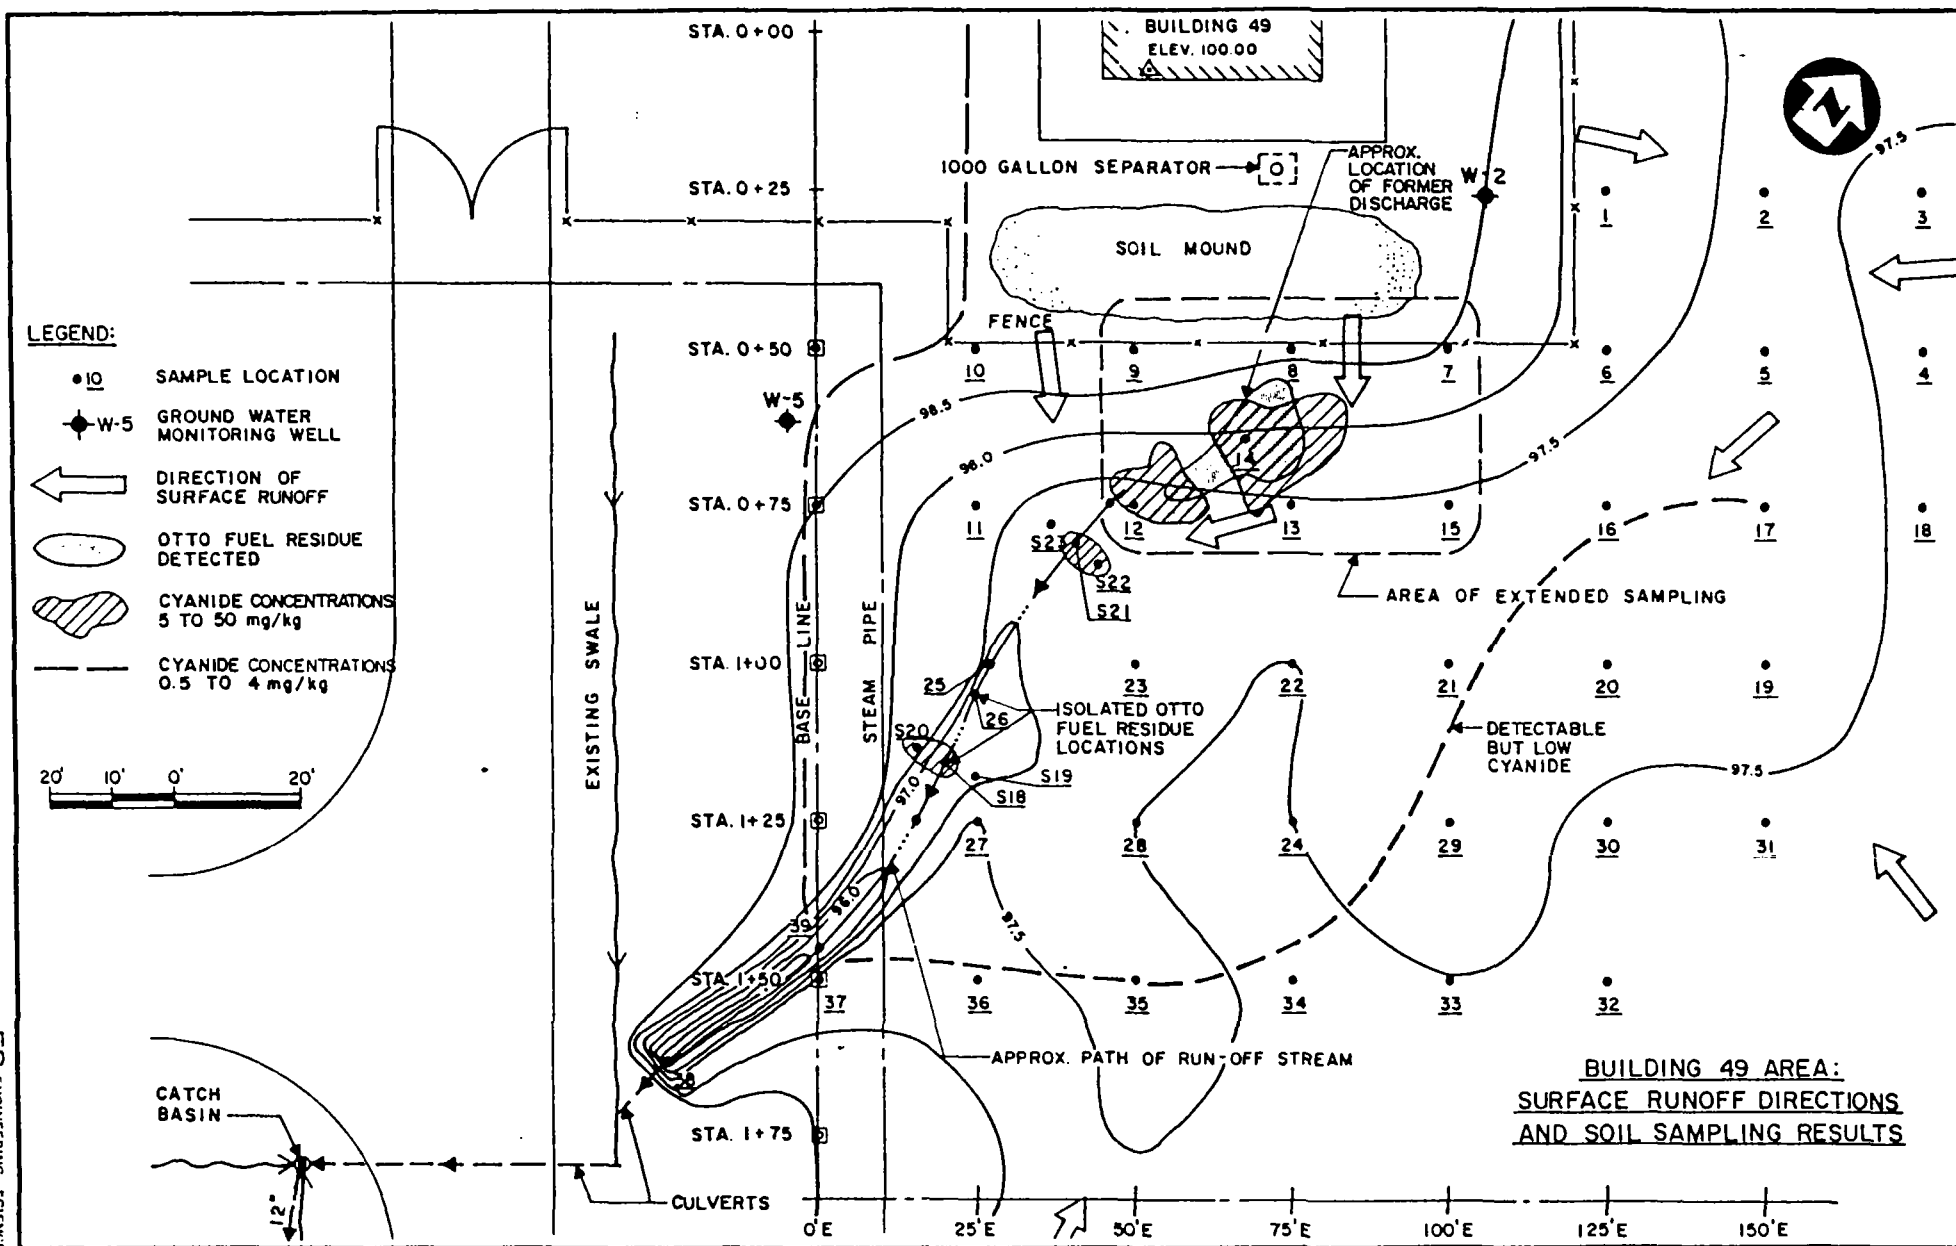 STA. 0+00
BUILDING 49
ELEV. 100.00
N
1000 GALLON SEPARATOR
APPROX.
LOCATION
OF FORMER
DISCHARGE
W-2
97.5
STA. 0+25
1
2
3
SOIL MOUND
LEGEND:
10 SAMPLE LOCATION
W-5 GROUND WATER
MONITORING WELL
DIRECTION OF
SURFACE RUNOFF
OTTO FUEL RESIDUE
DETECTED
CYANIDE CONCENTRATIONS
5 TO 50 mg/kg
CYANIDE CONCENTRATIONS
0.5 TO 4 mg/kg
20' 10' 0' 20'
FENCE
STA. 0+50
10
9
8
7
6
5
4
W-5
98.5
98.0
97.5
14
STA. 0+75
11
12
13
15
16
17
18
S23
S22
S21
AREA OF EXTENDED SAMPLING
EXISTING SWALE
BASE LINE
STEAM PIPE
STA. 1+00
25
26
23
22
21
20
19
ISOLATED OTTO
FUEL RESIDUE
LOCATIONS
DETECTABLE
BUT LOW
CYANIDE
S20
S19
S18
97.0
97.5
STA. 1+25
27
28
24
29
30
31
96.0
97.5
39
STA. 1+50
37
36
35
34
33
32
38
APPROX. PATH OF RUN-OFF STREAM
BUILDING 49 AREA:
SURFACE RUNOFF DIRECTIONS
AND SOIL SAMPLING RESULTS
CATCH
BASIN
STA. 1+75
12"
CULVERTS
0'E
25'E
50'E
75'E
100'E
125'E
150'E